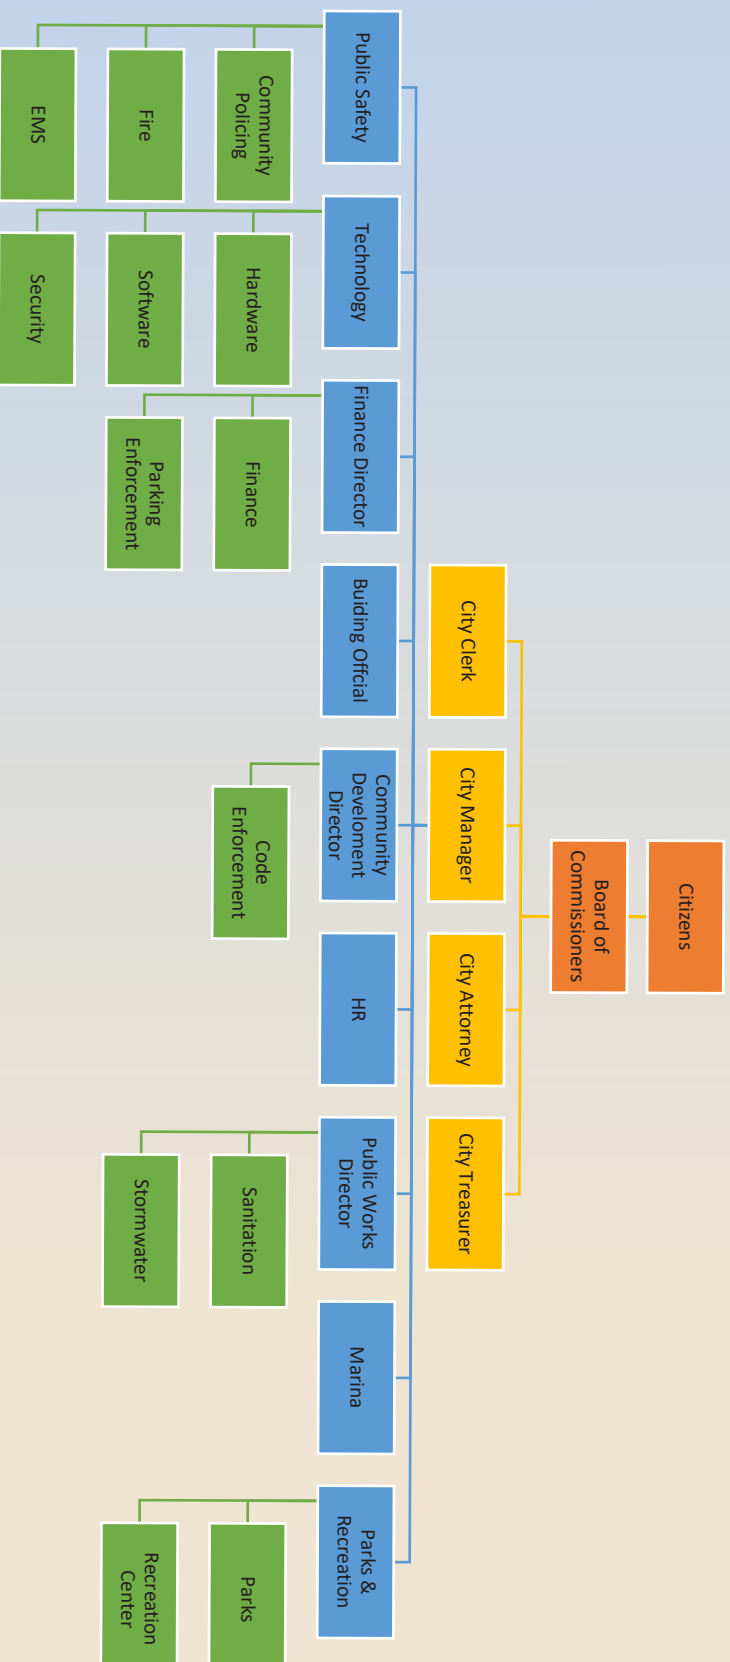 Citizens
Board of
Commissioners
City Clerk
City Manager
City Attorney
City Treasurer
Public Safety
Technology
Finance Director
Buiding Offcial
Community
Develoment
Director
HR
Public Works
Director
Marina
Parks &
Recreation
Community
Policing
Fire
EMS
Hardware
Software
Security
Finance
Parking
Enforcement
Code
Enforcement
Sanitation
Stormwater
Parks
Recreation
Center